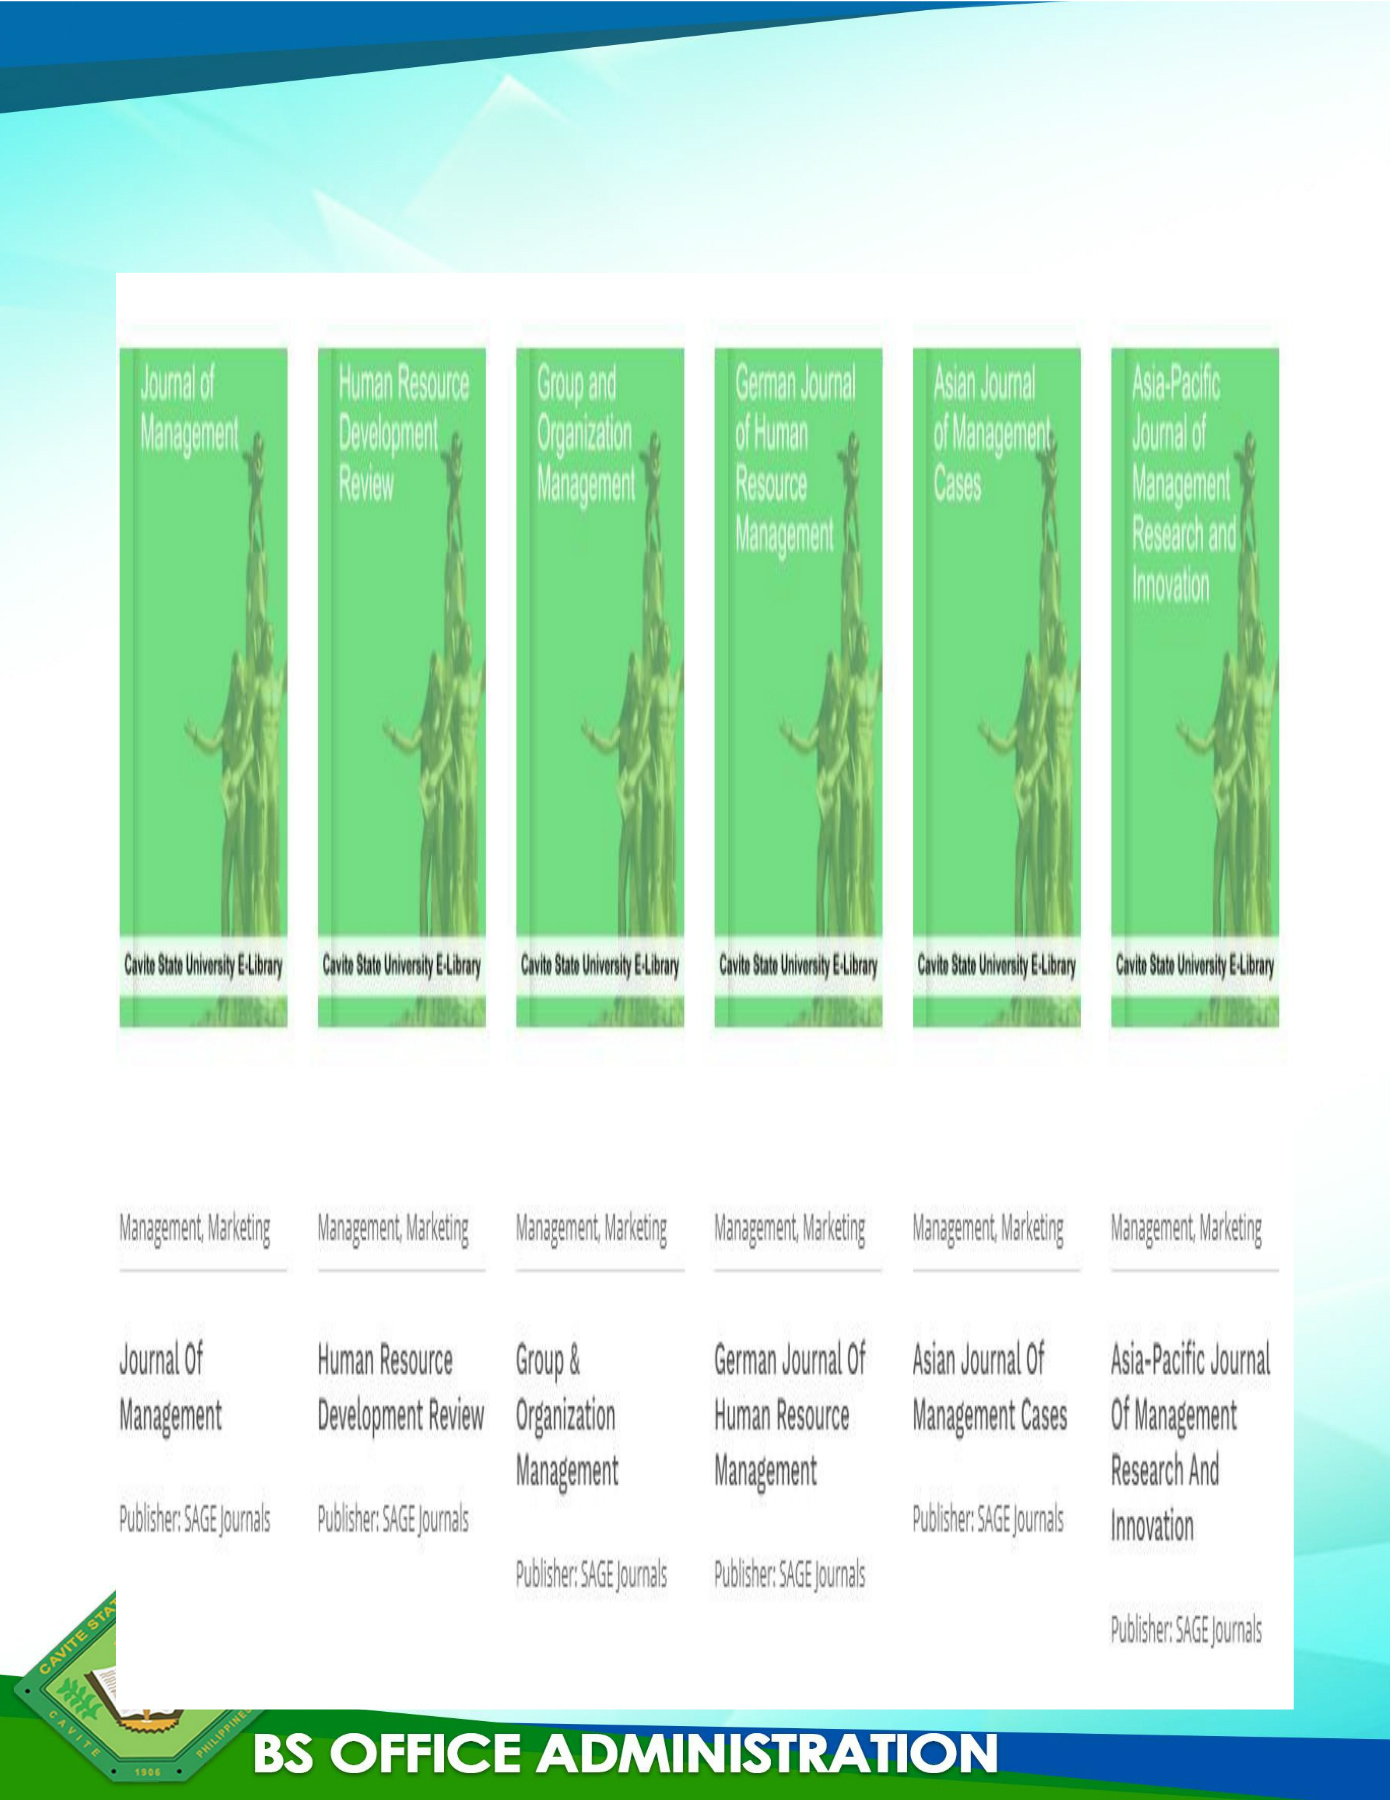 Journal of
Management
Human Resource
Development
Review
Group and
Organization
Management
German Journal
of Human
Resource
Management
Asian Journal
of Management
Cases
Asia-Pacific
Journal of
Management
Research and
Innovation
Cavite State University E-Library
Cavite State University E-Library
Cavite State University E-Library
Cavite State University E-Library
Cavite State University E-Library
Cavite State University E-Library
Management, Marketing
Journal Of
Management
Publisher: SAGE Journals
Management, Marketing
Human Resource
Development Review
Publisher: SAGE Journals
Management, Marketing
Group &
Organization
Management
Publisher: SAGE Journals
Management, Marketing
German Journal Of
Human Resource
Management
Publisher: SAGE Journals
Management, Marketing
Asian Journal Of
Management Cases
Publisher: SAGE Journals
Management, Marketing
Asia-Pacific Journal
Of Management
Research And
Innovation
Publisher: SAGE Journals
CAVITE STAT
CAVITE
1906
PHILIPPINES
BS OFFICE ADMINISTRATION